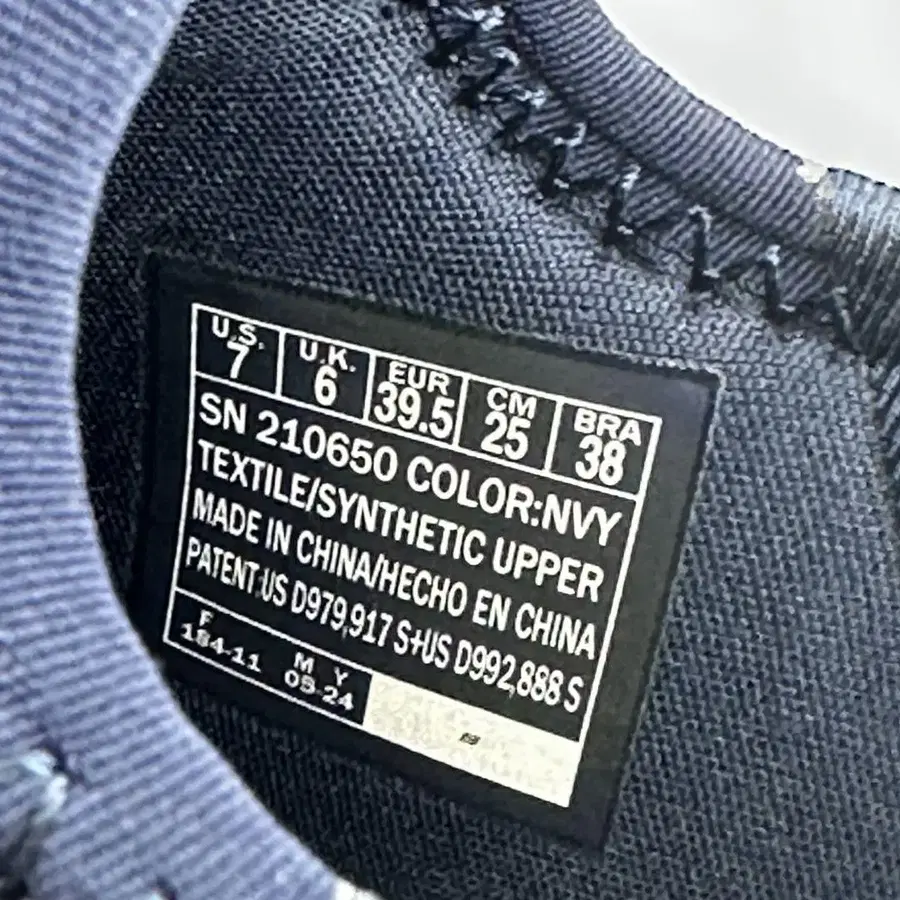 U.S. U.K. EUR CM BRA
7 6 39.5 25 38
SN 210650 COLOR:NVY
TEXTILE/SYNTHETIC UPPER
MADE IN CHINA/HECHO EN CHINA
PATENT:US D979,917 S+US D992,888 S
F M Y
184-11 09-24